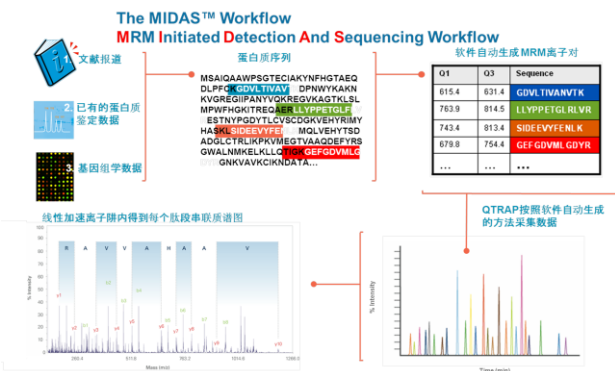 The MIDAS™ Workflow
MRM Initiated Detection And Sequencing Workflow
1. 文献报道
2. 已有的蛋白质
鉴定数据
3. 基因组学数据
蛋白质序列
MSAIQAAWPSGTECIAKYNFHGTAEQ
DLPFCKGDVLTIVAV DPNWYKAKN
KVGREGIIPANYVQKREGVKAGTKLSL
MPWFHGKITREQAERLLYPPETGLF
ESTNYPGDYTLCVSCDGKVEHYRIMY
HASKLSIDEEVYFEN MQLVEHYTSD
ADGLCTRLIKPKVMEGTVAAQDEFYRS
GWALNMKELKLLQTIGKGEFGDVMLG
GNKVAVKCIKNDATA...
软件自动生成MRM离子对
Q1 Q3 Sequence
615.4 631.4 GDVLTIVANVTK
763.9 814.5 LLYPPETGLRLVR
743.4 813.4 SIDEEVYFENLK
679.8 754.4 GEFGDVMLGDYR
... ... ...
QTRAP按照软件自动生成
的方法采集数据
线性加速离子阱内得到每个肽段串联质谱图
% Intensity
Mass (m/z)
% Intensity
Time (min)